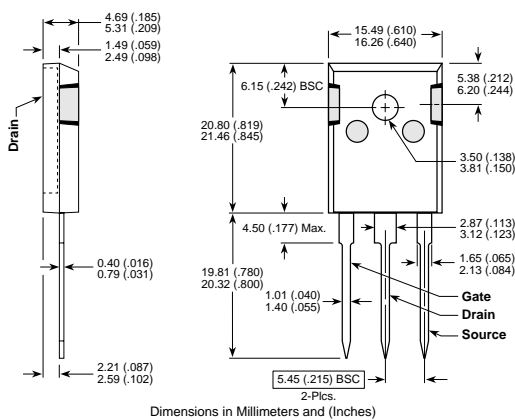 4.69 (.185)
5.31 (.209)
1.49 (.059)
2.49 (.098)
15.49 (.610)
16.26 (.640)
6.15 (.242) BSC
5.38 (.212)
6.20 (.244)
Drain
20.80 (.819)
21.46 (.845)
3.50 (.138)
3.81 (.150)
4.50 (.177) Max.
2.87 (.113)
3.12 (.123)
0.40 (.016)
0.79 (.031)
1.65 (.065)
2.13 (.084)
19.81 (.780)
20.32 (.800)
1.01 (.040)
1.40 (.055)
Gate
Drain
Source
2.21 (.087)
2.59 (.102)
5.45 (.215) BSC
2-Plcs.
Dimensions in Millimeters and (Inches)